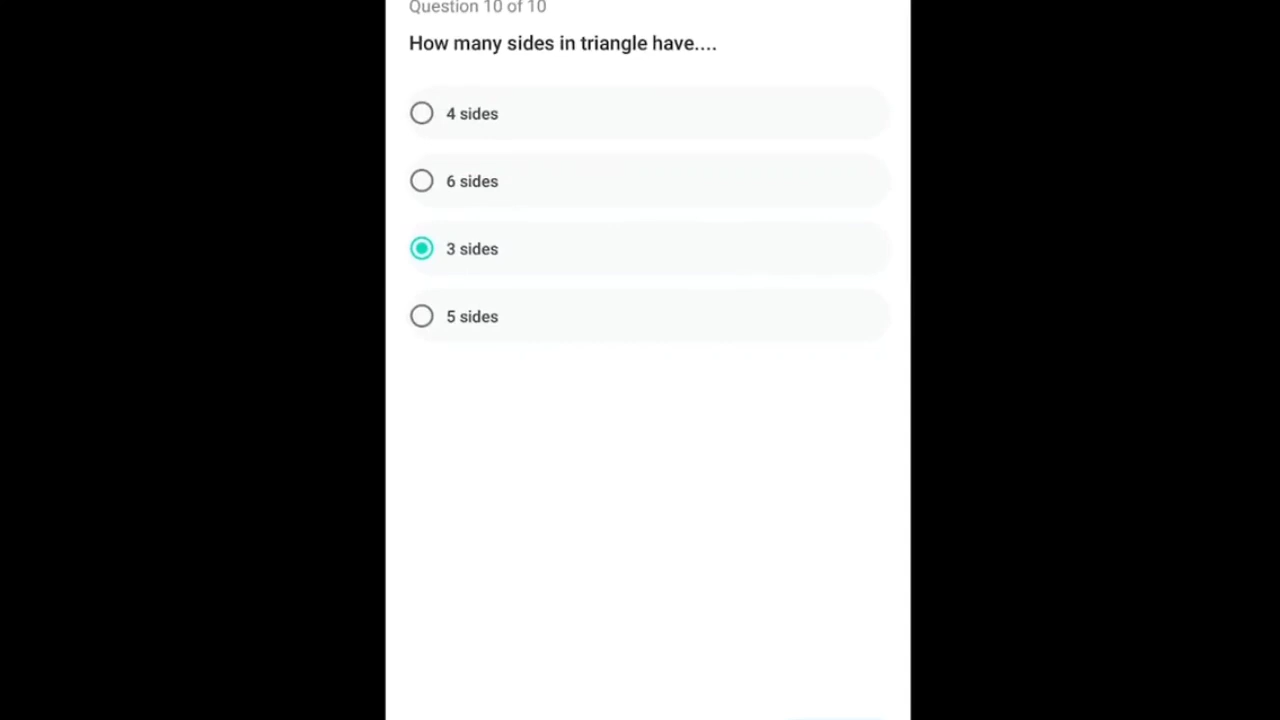 Question 10 of 10
How many sides in triangle have....
4 sides
6 sides
3 sides
5 sides